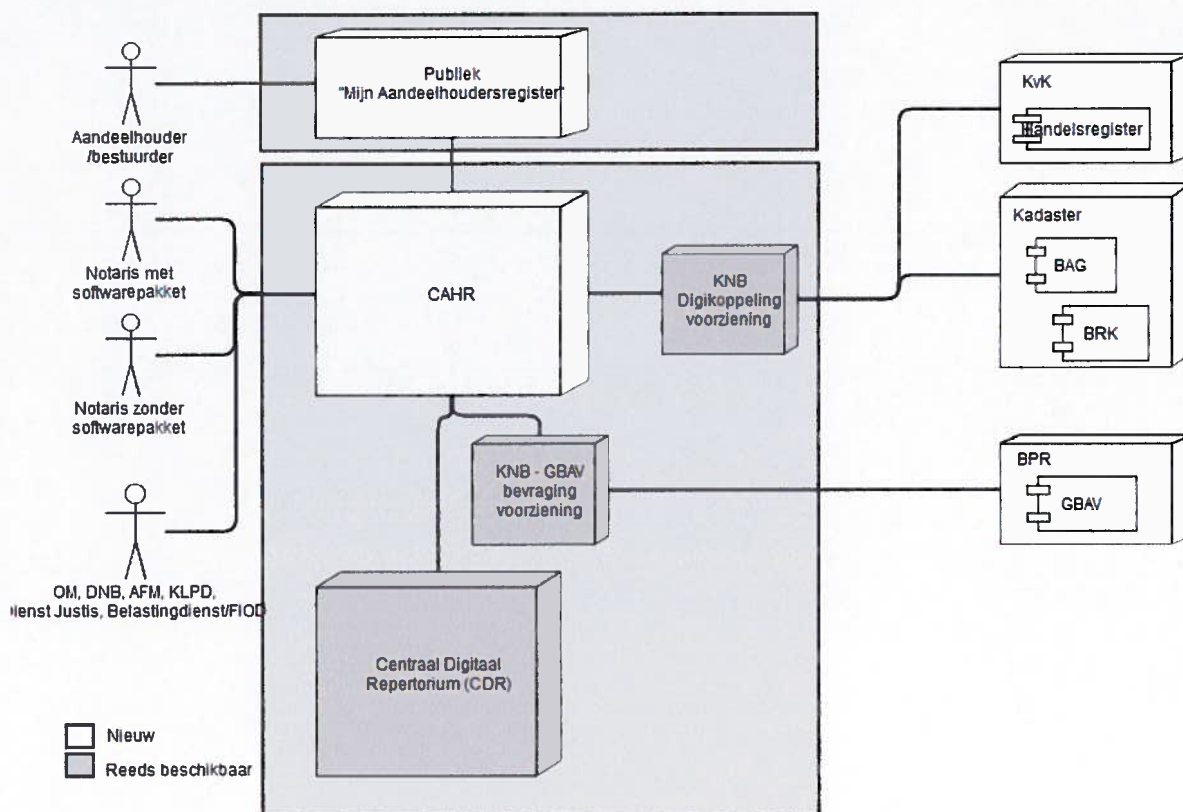 Publiek
"Mijn Aandeelhoudersregister"
Aandeelhouder
/bestuurder
KvK
Handelsregister
Notaris met
softwarepakket
CAHR
KNB
Digikoppeling
voorziening
Kadaster
BAG
BRK
Notaris zonder
softwarepakket
KNB - GBAV
bevraging
voorziening
BPR
GBAV
OM, DNB, AFM, KLPD,
ienst Justis, Belastingdienst/FIOD
Centraal Digitaal
Repertorium (CDR)
Nieuw
Reeds beschikbaar